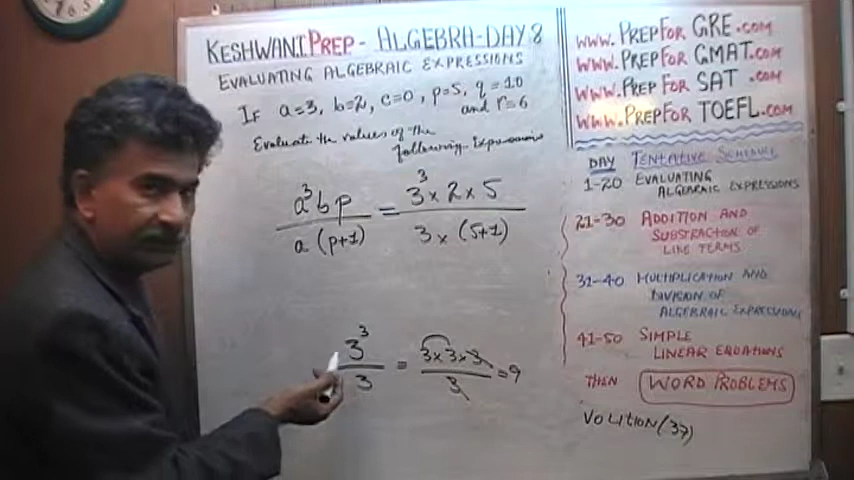 KESHWANI PREP - ALGEBRA-DAY 8
EVALUATING ALGEBRAIC EXPRESSIONS
IF a=3, b=2, c=0, p=5, q=10
and r=6
Evaluate the values of the
following Expressions
a³bp / a(p+1) = 3³×2×5 / 3×(5+1)
3³ / 3 = 3×3×3 / 3 = 9
www.PREPFOR GRE.com
www.PREPFOR GMAT.com
www.PREPFOR SAT.com
www.PREPFOR TOEFL.com
DAY TENTATIVE SCHEDULE
1-20 EVALUATING
ALGEBRAIC EXPRESSIONS
21-30 ADDITION AND
SUBSTRACTION OF
LIKE TERMS
31-40 MULTIPLICATION AND
DIVISION OF
ALGEBRAIC EXPRESSIONS
41-50 SIMPLE
LINEAR EQUATIONS
THEN WORD PROBLEMS
VOLITION(37)